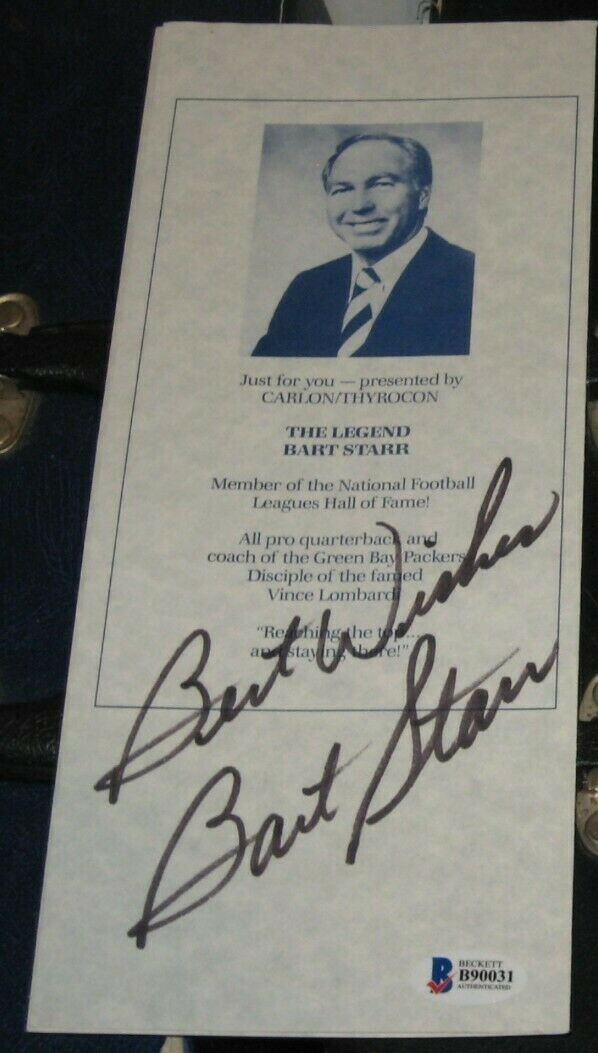 Just for you — presented by
CARLON/THYROCON
THE LEGEND
BART STARR
Member of the National Football
Leagues Hall of Fame!
All pro quarterback and
coach of the Green Bay Packers
Disciple of the famed
Vince Lombardi
"Reaching the top...
and staying there!"
Best Wishes
Bart Starr
B
BECKETT
B90031
AUTHENTICATED